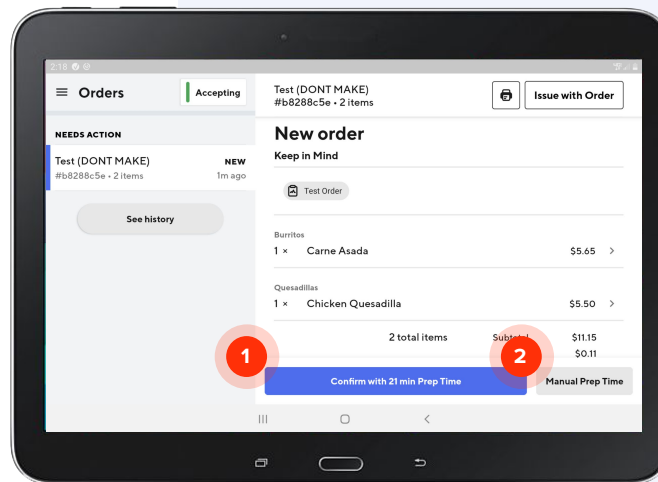 2:18
Orders
Accepting
NEEDS ACTION
Test (DONT MAKE) NEW
#b8288c5e • 2 items 1m ago
See history
Test (DONT MAKE)
#b8288c5e • 2 items
Issue with Order
New order
Keep in Mind
Test Order
Burritos
1 × Carne Asada $5.65
Quesadillas
1 × Chicken Quesadilla $5.50
2 total items Subtotal $11.15
$0.11
1
2
Confirm with 21 min Prep Time
Manual Prep Time